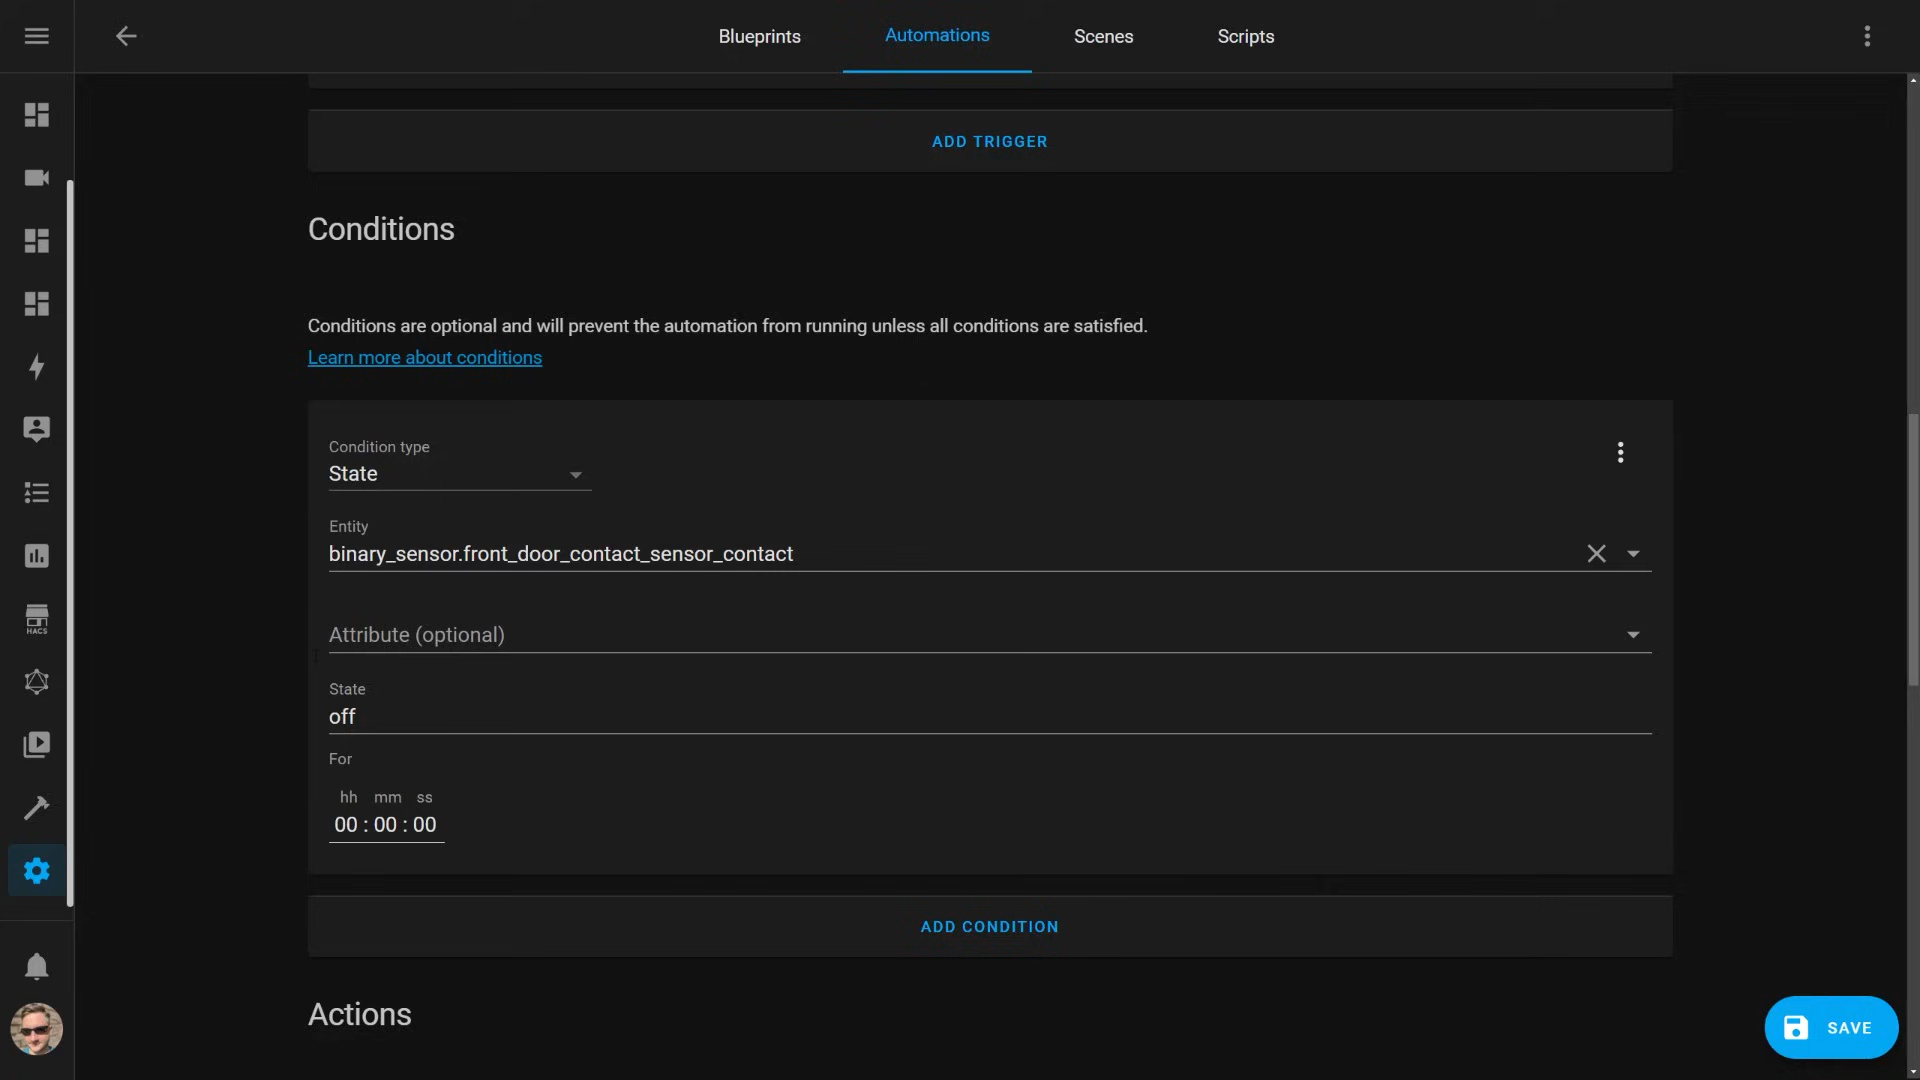 Blueprints
Automations
Scenes
Scripts
ADD TRIGGER
Conditions
Conditions are optional and will prevent the automation from running unless all conditions are satisfied.
Learn more about conditions
Condition type
State
Entity
binary_sensor.front_door_contact_sensor_contact
Attribute (optional)
State
off
For
hh mm ss
00 : 00 : 00
HACS
ADD CONDITION
Actions
SAVE